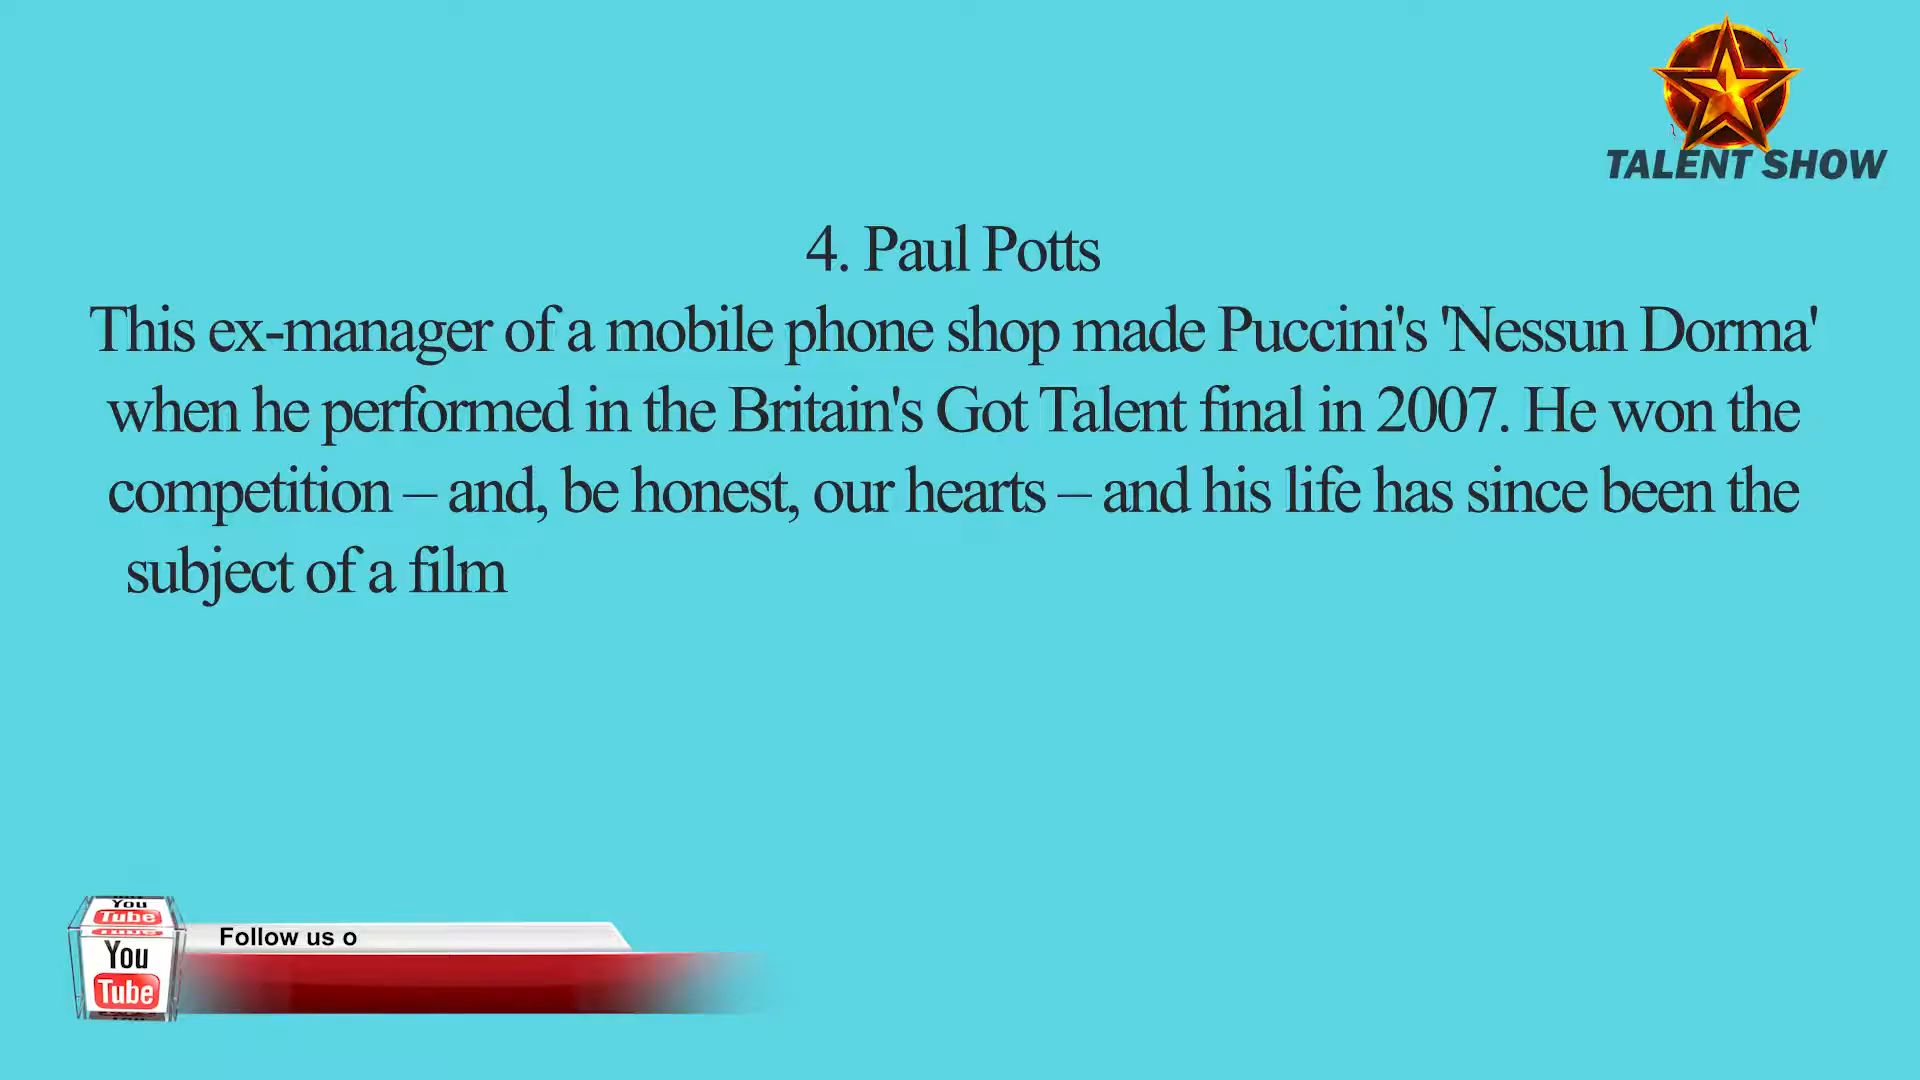 TALENT SHOW
4. Paul Potts
This ex-manager of a mobile phone shop made Puccini's 'Nessun Dorma'
when he performed in the Britain's Got Talent final in 2007. He won the
competition – and, be honest, our hearts – and his life has since been the
subject of a film
You
Tube
You
Tube
Follow us o